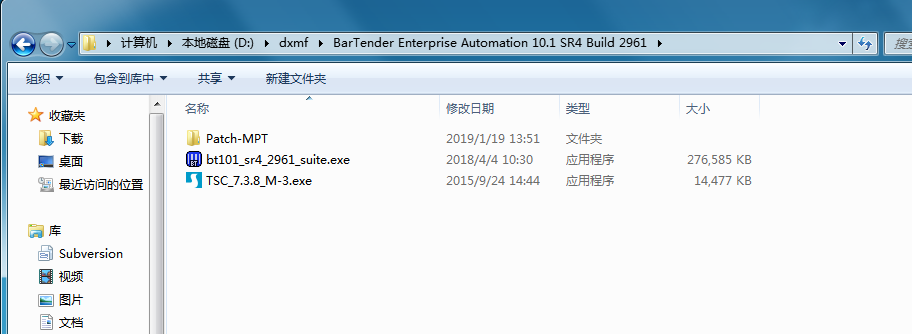 计算机 本地磁盘 (D:) dxmf BarTender Enterprise Automation 10.1 SR4 Build 2961
组织 包含到库中 共享 新建文件夹
名称 修改日期 类型 大小
收藏夹
下载
桌面
最近访问的位置
库
Subversion
视频
图片
文档
Patch-MPT 2019/1/19 13:51 文件夹
bt101_sr4_2961_suite.exe 2018/4/4 10:30 应用程序 276,585 KB
TSC_7.3.8_M-3.exe 2015/9/24 14:44 应用程序 14,477 KB